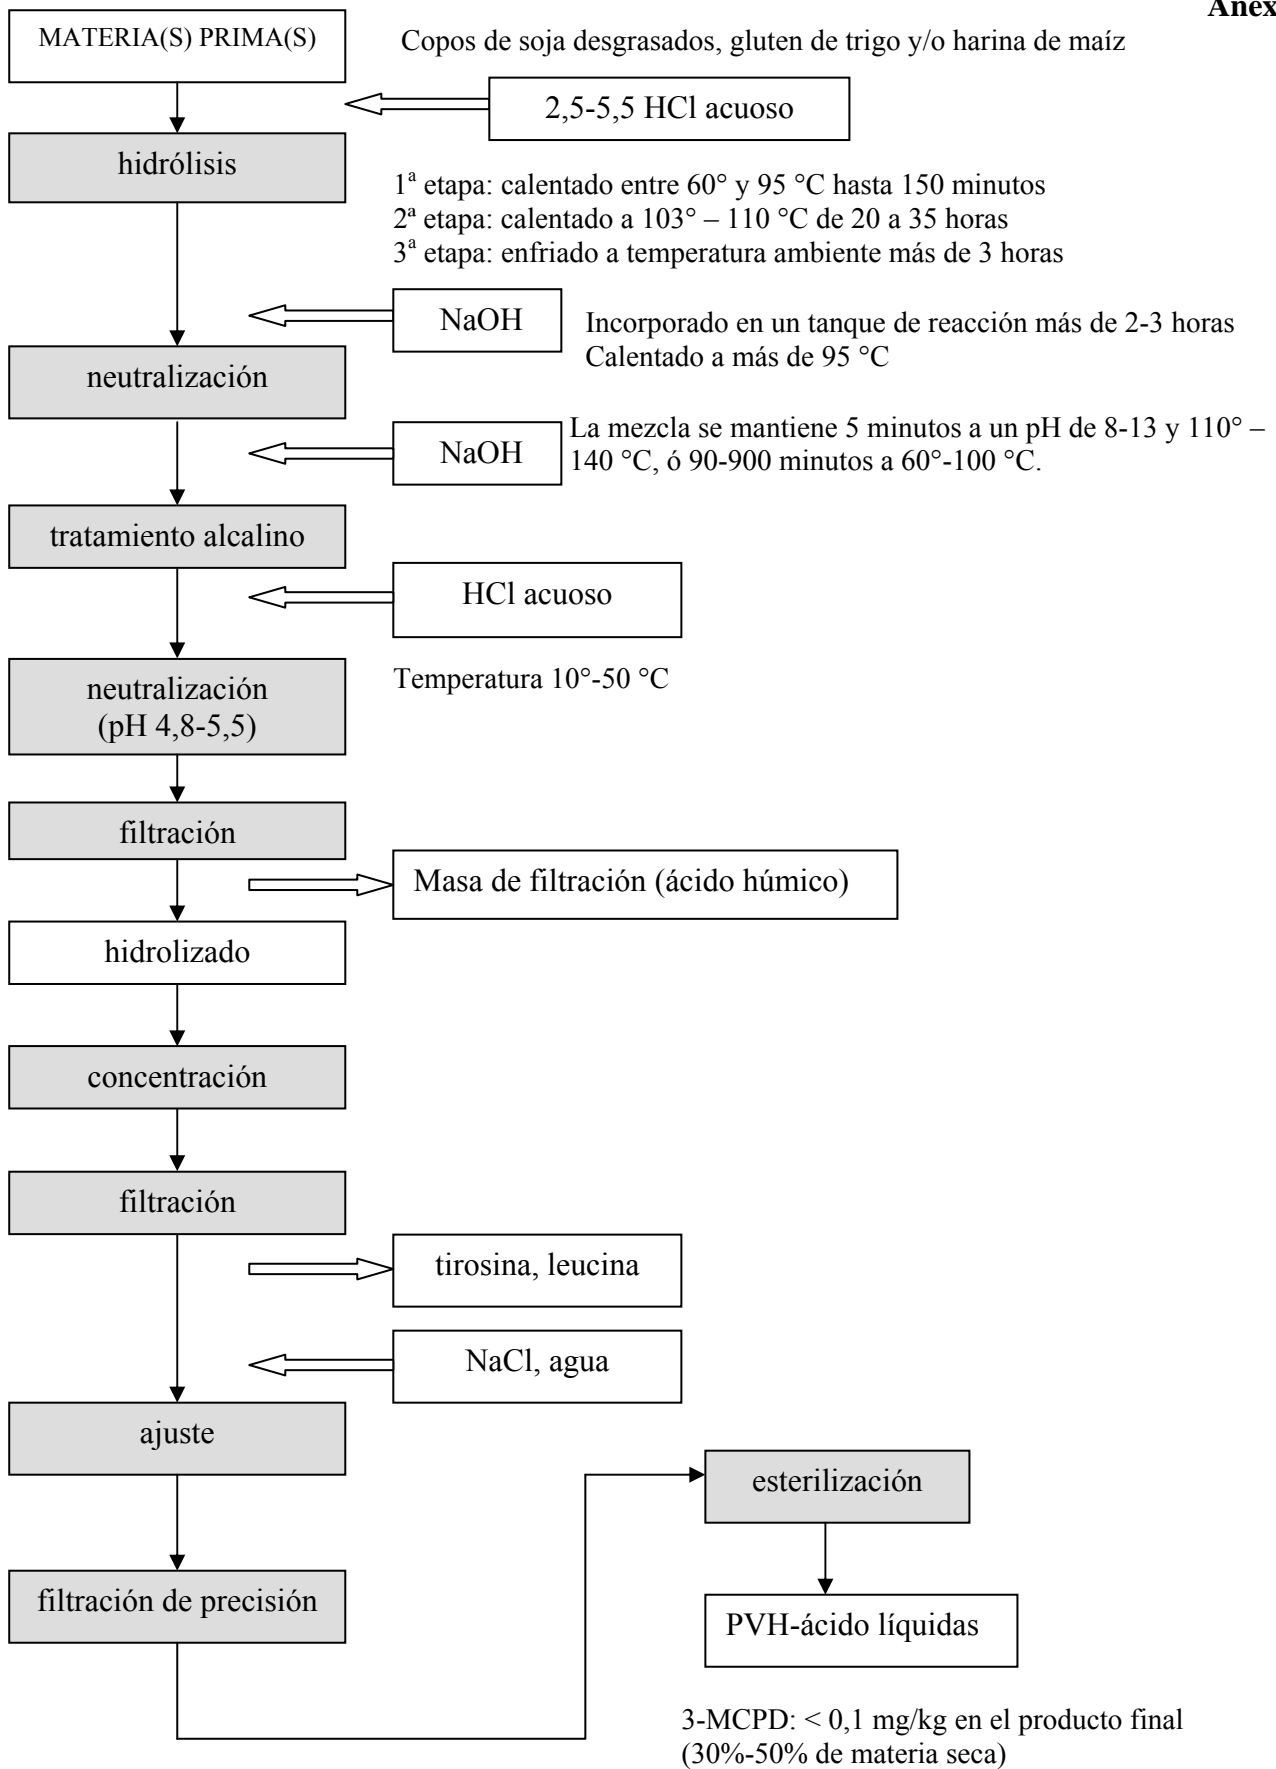 Anex
MATERIA(S) PRIMA(S)
Copos de soja desgrasados, gluten de trigo y/o harina de maíz
2,5-5,5 HCl acuoso
hidrólisis
1ª etapa: calentado entre 60° y 95 °C hasta 150 minutos
2ª etapa: calentado a 103° – 110 °C de 20 a 35 horas
3ª etapa: enfriado a temperatura ambiente más de 3 horas
NaOH
Incorporado en un tanque de reacción más de 2-3 horas
Calentado a más de 95 °C
neutralización
NaOH
La mezcla se mantiene 5 minutos a un pH de 8-13 y 110° –
140 °C, ó 90-900 minutos a 60°-100 °C.
tratamiento alcalino
HCl acuoso
neutralización
(pH 4,8-5,5)
Temperatura 10°-50 °C
filtración
Masa de filtración (ácido húmico)
hidrolizado
concentración
filtración
tirosina, leucina
NaCl, agua
ajuste
esterilización
filtración de precisión
PVH-ácido líquidas
3-MCPD: < 0,1 mg/kg en el producto final
(30%-50% de materia seca)